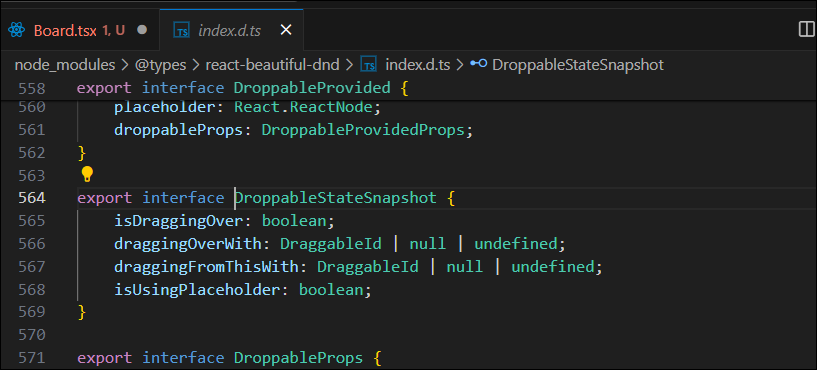 Board.tsx 1, U
TS index.d.ts
node_modules > @types > react-beautiful-dnd > TS index.d.ts > DroppableStateSnapshot
558 export interface DroppableProvided {
560 placeholder: React.ReactNode;
561 droppableProps: DroppableProvidedProps;
562 }
563
564 export interface DroppableStateSnapshot {
565 isDraggingOver: boolean;
566 draggingOverWith: DraggableId | null | undefined;
567 draggingFromThisWith: DraggableId | null | undefined;
568 isUsingPlaceholder: boolean;
569 }
570
571 export interface DroppableProps {